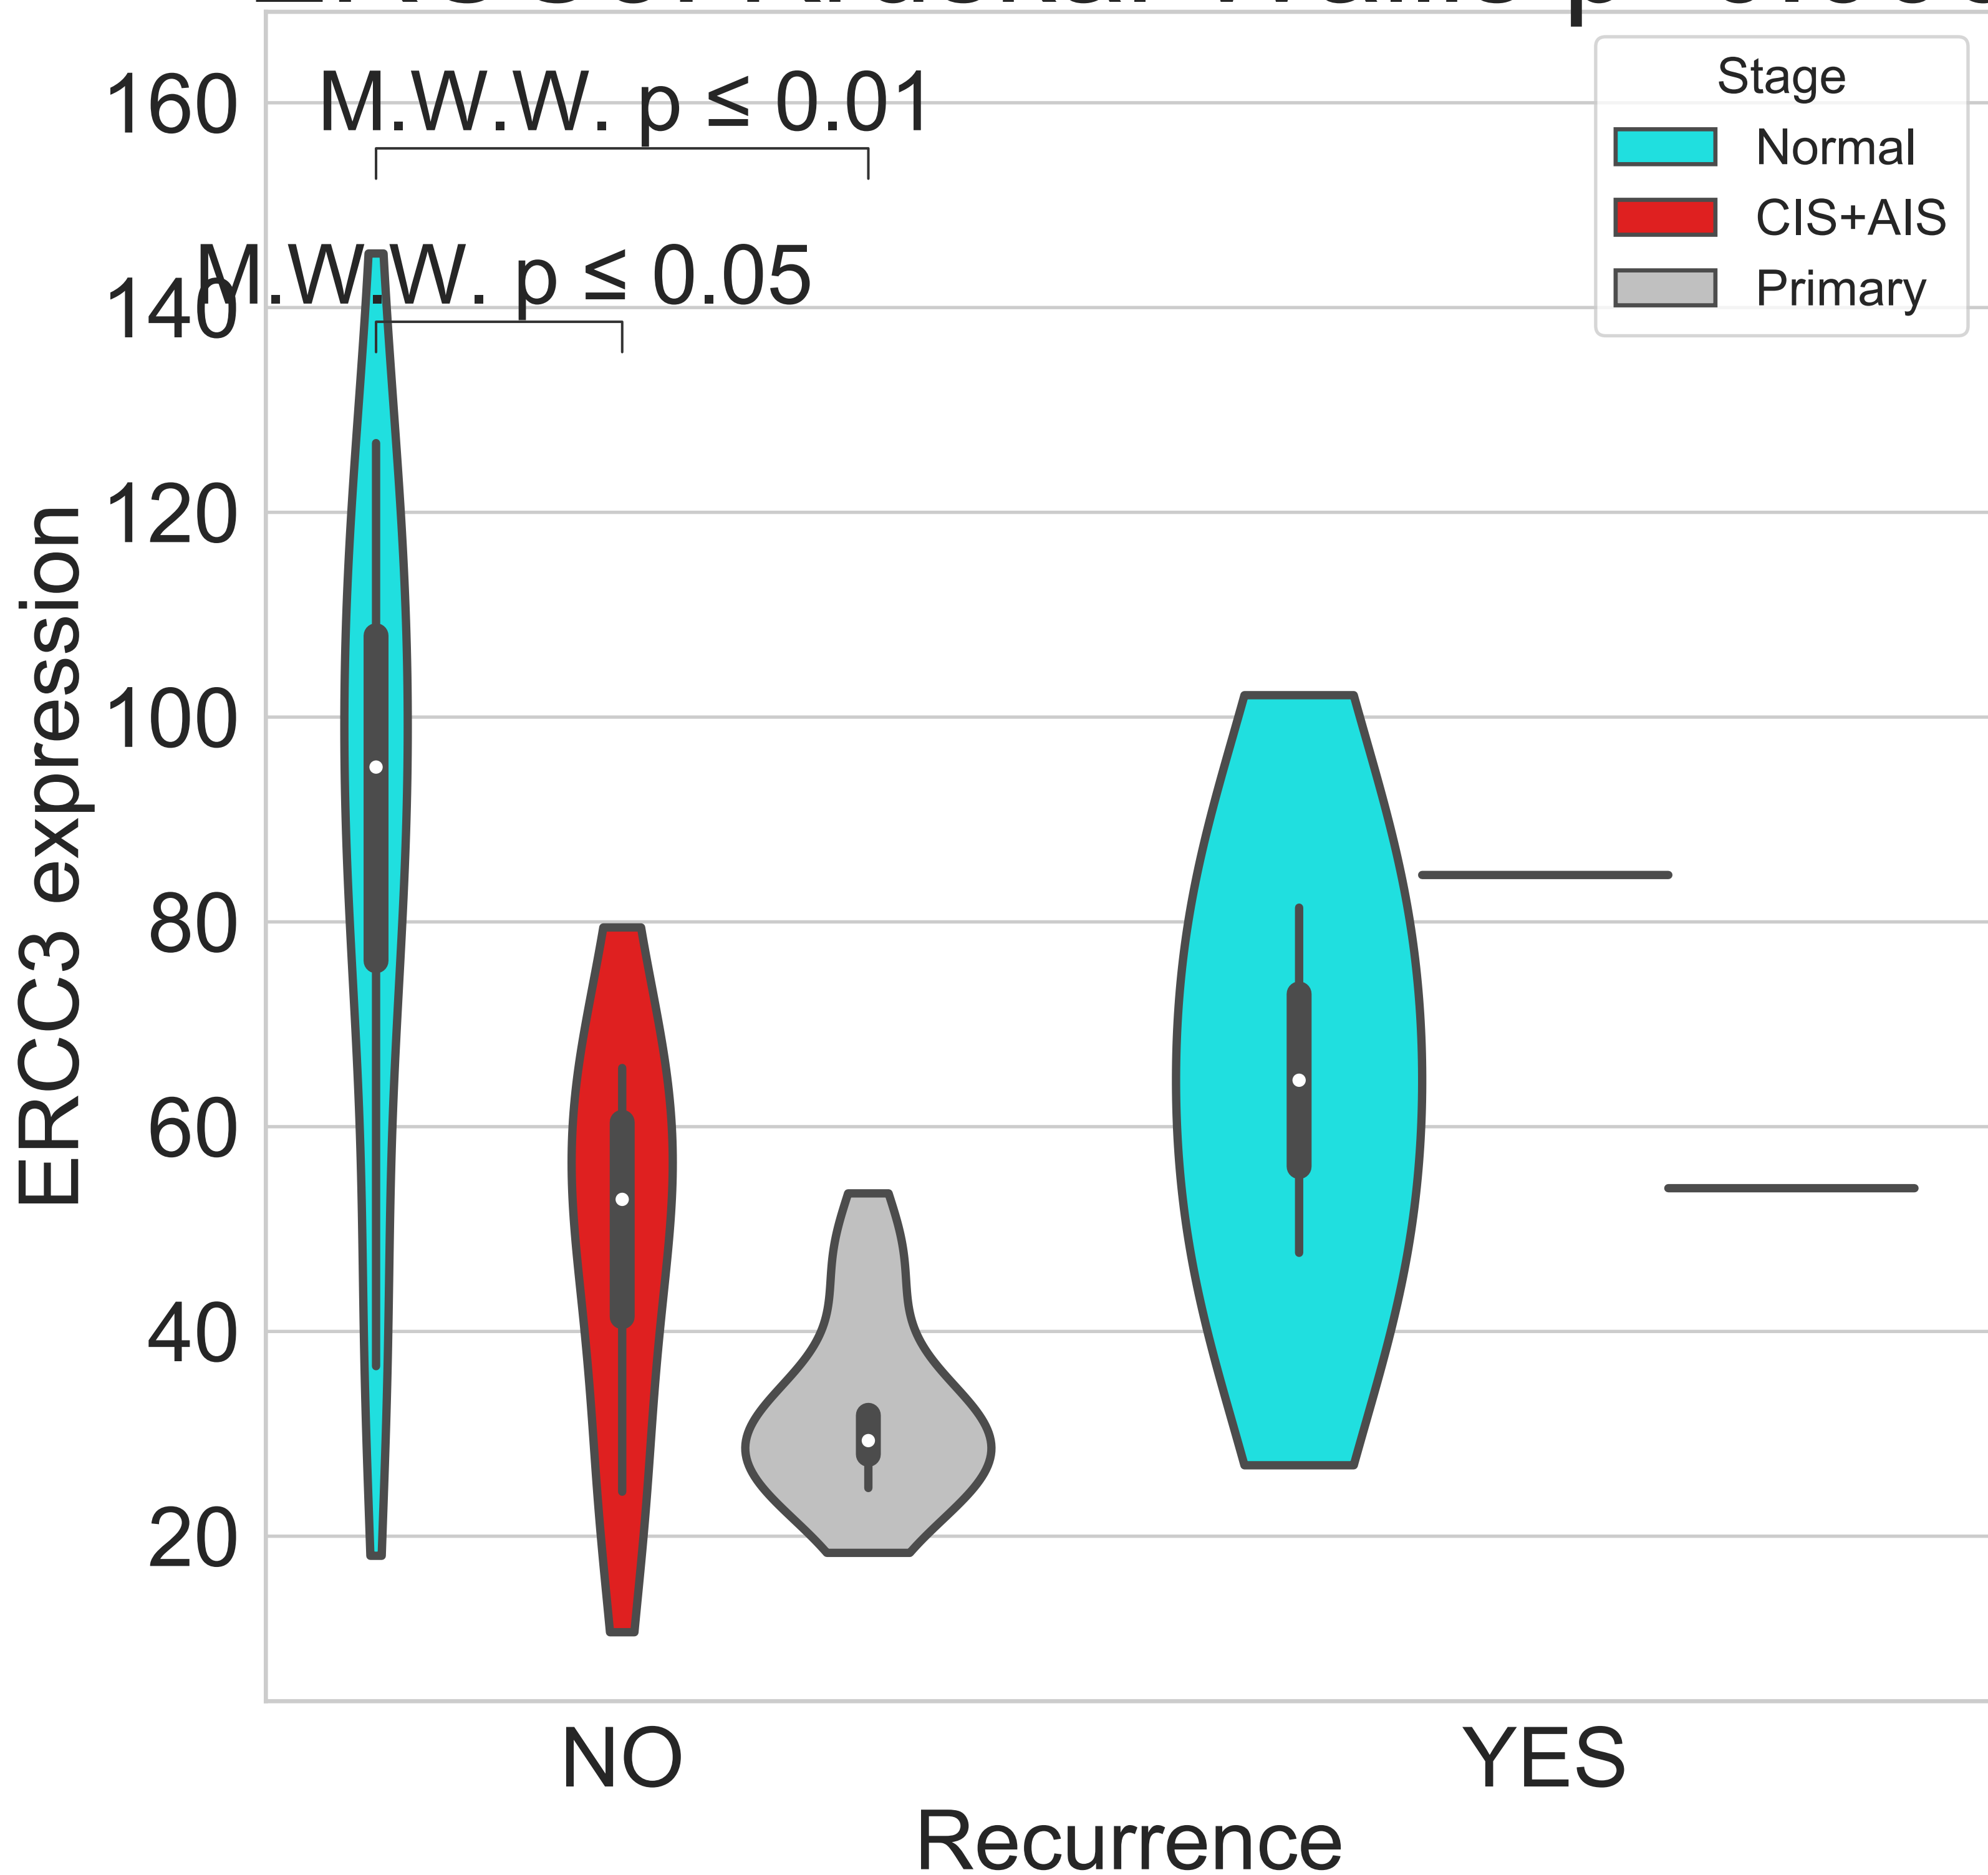 160
M.W.W. p ≤ 0.01
Stage
Normal
CIS+AIS
Primary
M.W.W. p ≤ 0.05
140
120
100
80
60
40
20
ERCC3 expression
NO
YES
Recurrence